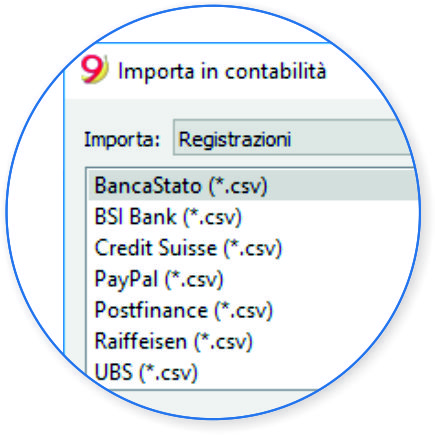 9 Importa in contabilità
Importa: Registrazioni
BancaStato (*.csv)
BSI Bank (*.csv)
Credit Suisse (*.csv)
PayPal (*.csv)
Postfinance (*.csv)
Raiffeisen (*.csv)
UBS (*.csv)